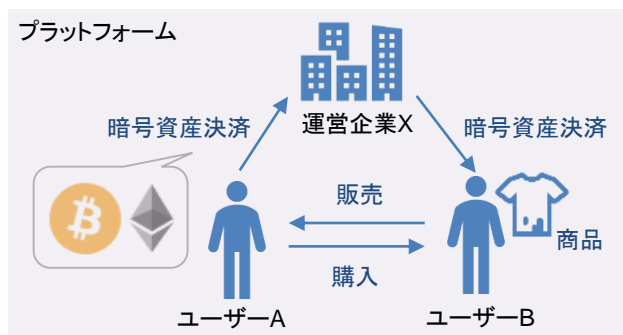 プラットフォーム
運営企業X
暗号資産決済
暗号資産決済
販売
商品
購入
ユーザーA
ユーザーB